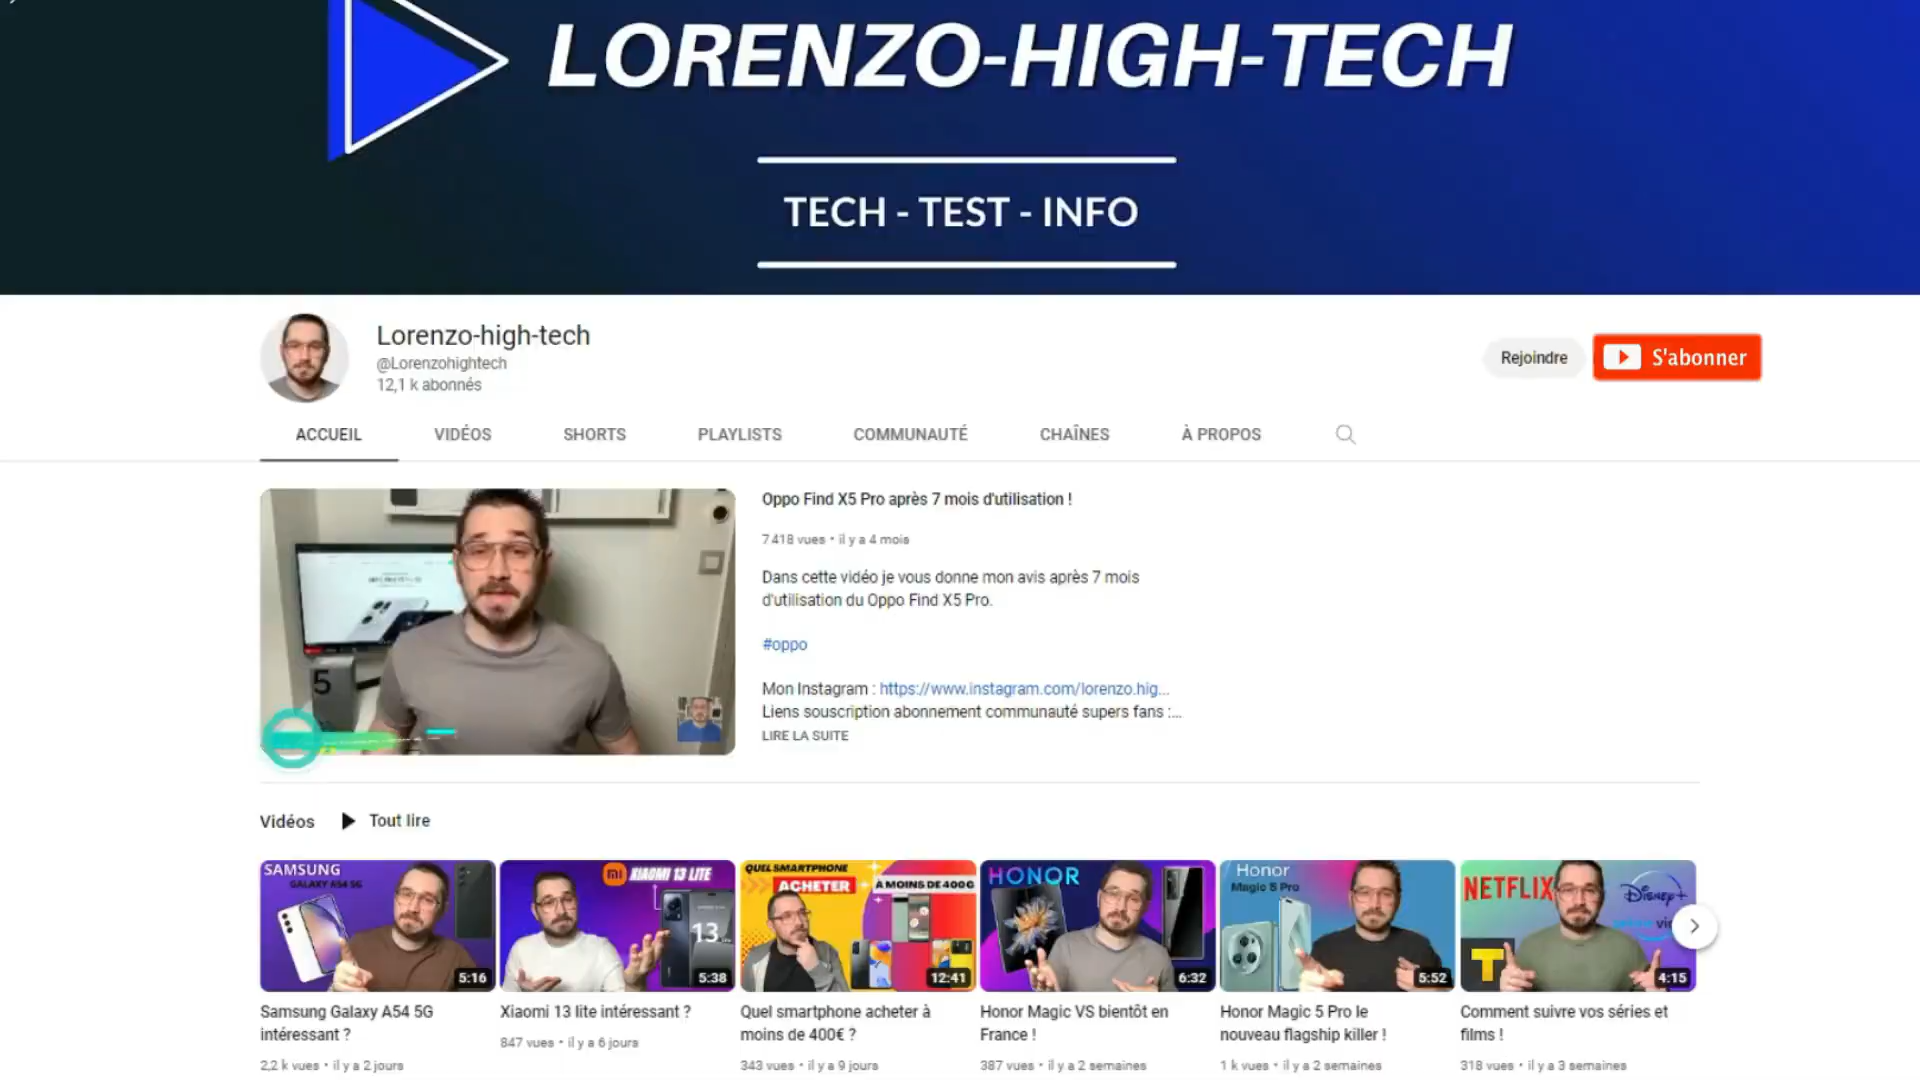 LORENZO-HIGH-TECH
TECH - TEST - INFO
Lorenzo-high-tech
@Lorenzohightech
12,1 k abonnés
Rejoindre
S'abonner
ACCUEIL
VIDÉOS
SHORTS
PLAYLISTS
COMMUNAUTÉ
CHAÎNES
À PROPOS
5
Oppo Find X5 Pro après 7 mois d'utilisation !
7 418 vues • il y a 4 mois
Dans cette vidéo je vous donne mon avis après 7 mois
d'utilisation du Oppo Find X5 Pro.
#oppo
Mon Instagram : https://www.instagram.com/lorenzo.hig...
Liens souscription abonnement communauté supers fans :...
LIRE LA SUITE
Vidéos
Tout lire
SAMSUNG
GALAXY A54 5G
5:16
XIAOMI 13 LITE
13
5:38
QUEL SMARTPHONE
ACHETER
À MOINS DE 400€
12:41
HONOR
6:32
Honor
Magic 5 Pro
5:52
NETFLIX
Disney+
4:15
Samsung Galaxy A54 5G
intéressant ?
2,2 k vues • il y a 2 jours
Xiaomi 13 lite intéressant ?
847 vues • il y a 6 jours
Quel smartphone acheter à
moins de 400€ ?
343 vues • il y a 9 jours
Honor Magic VS bientôt en
France !
387 vues • il y a 2 semaines
Honor Magic 5 Pro le
nouveau flagship killer !
1 k vues • il y a 2 semaines
Comment suivre vos séries et
films !
318 vues • il y a 3 semaines